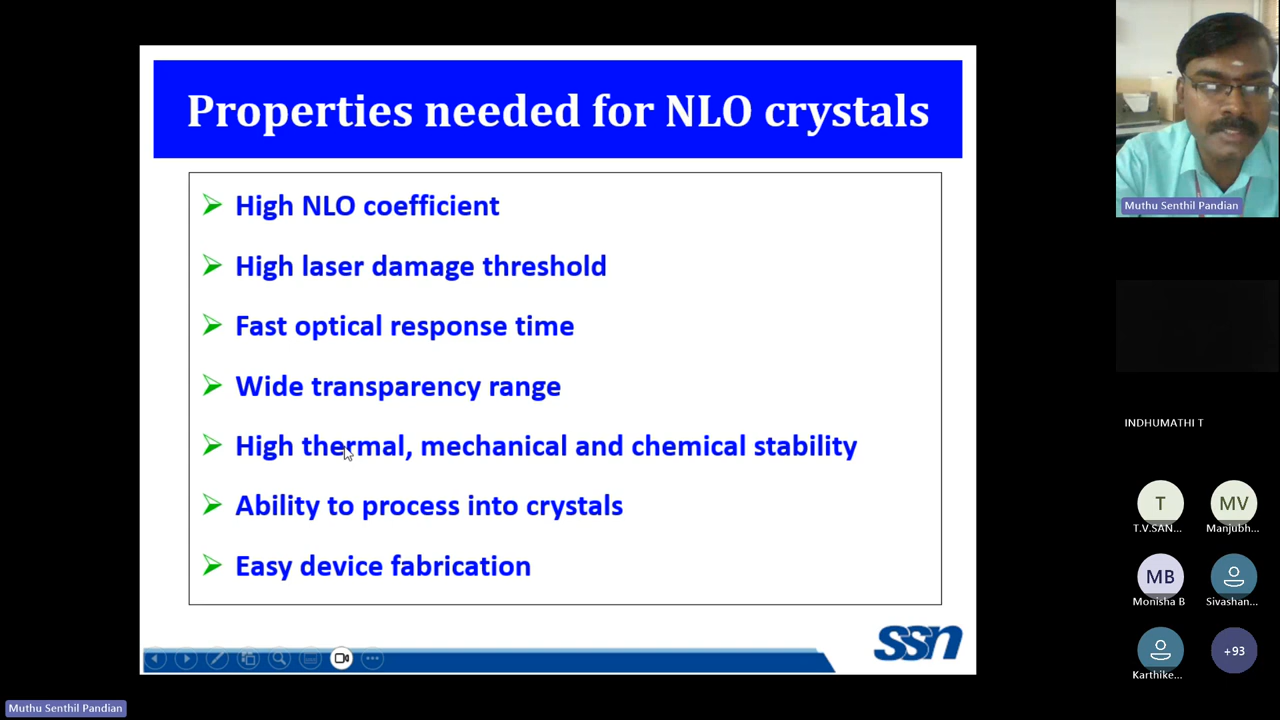 Properties needed for NLO crystals
High NLO coefficient
High laser damage threshold
Fast optical response time
Wide transparency range
High thermal, mechanical and chemical stability
Ability to process into crystals
Easy device fabrication
ssn
Muthu Senthil Pandian
Muthu Senthil Pandian
INDHUMATHI T
T
MV
T.V.SAN...
Manjubh...
MB
Monisha B
Sivashan...
Karthike...
+93